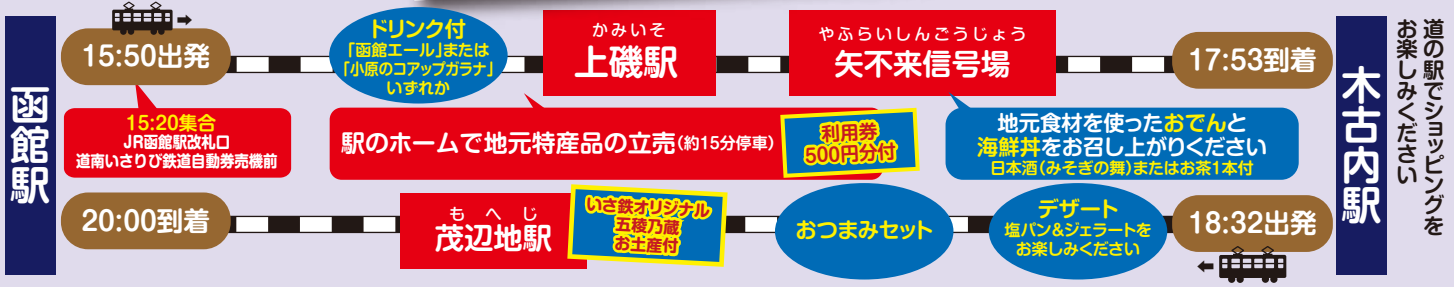 函館駅
15:50出発
15:20集合
JR函館駅改札口
道南いさりび鉄道自動券売機前
ドリンク付
「函館エール」または
「小原のコアップガラナ」
いずれか
かみいそ
上磯駅
駅のホームで地元特産品の立売(約15分停車)
利用券
500円分付
やふらいしんごうじょう
矢不来信号場
地元食材を使ったおでんと
海鮮丼をお召し上がりください
日本酒(みそぎの舞)またはお茶1本付
17:53到着
木古内駅
道の駅でショッピングを
お楽しみください
18:32出発
デザート
塩パン&ジェラートを
お楽しみください
おつまみセット
もへじ
茂辺地駅
いさ鉄オリジナル
五稜乃蔵
お土産付
20:00到着